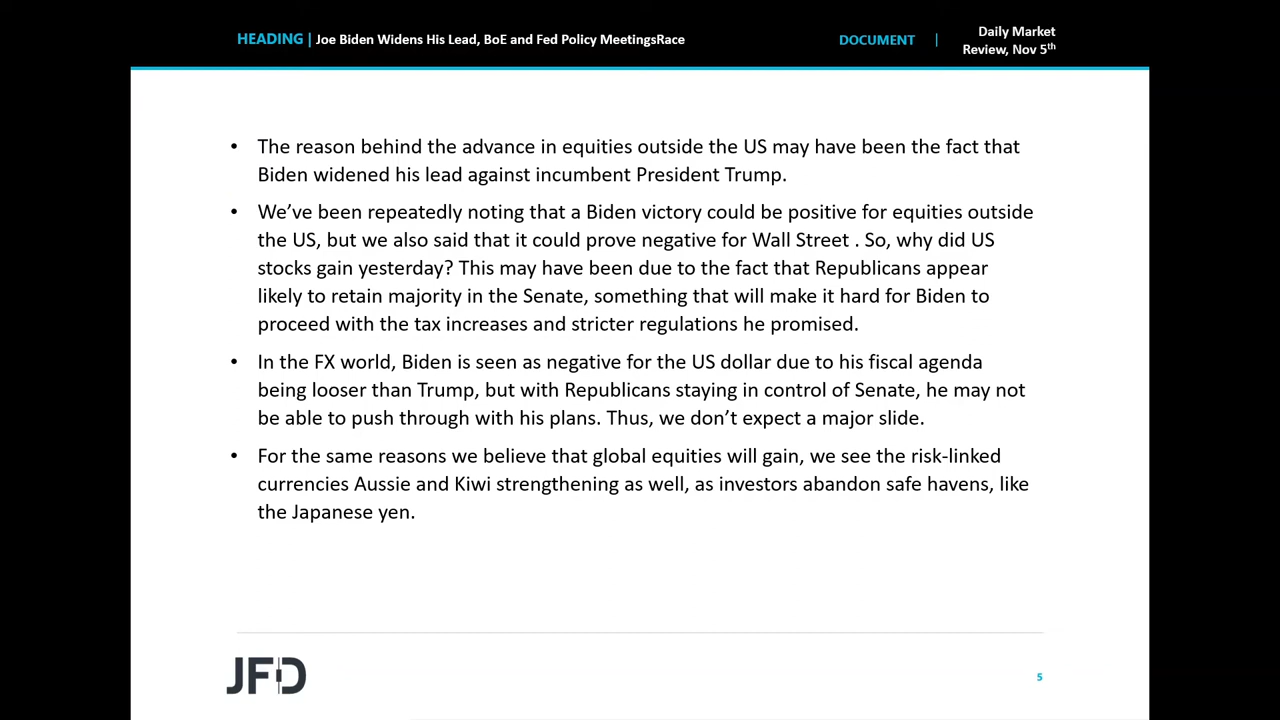 HEADING | Joe Biden Widens His Lead, BoE and Fed Policy MeetingsRace
DOCUMENT | Daily Market
Review, Nov 5th
• The reason behind the advance in equities outside the US may have been the fact that
Biden widened his lead against incumbent President Trump.
• We’ve been repeatedly noting that a Biden victory could be positive for equities outside
the US, but we also said that it could prove negative for Wall Street . So, why did US
stocks gain yesterday? This may have been due to the fact that Republicans appear
likely to retain majority in the Senate, something that will make it hard for Biden to
proceed with the tax increases and stricter regulations he promised.
• In the FX world, Biden is seen as negative for the US dollar due to his fiscal agenda
being looser than Trump, but with Republicans staying in control of Senate, he may not
be able to push through with his plans. Thus, we don’t expect a major slide.
• For the same reasons we believe that global equities will gain, we see the risk-linked
currencies Aussie and Kiwi strengthening as well, as investors abandon safe havens, like
the Japanese yen.
JFD
5